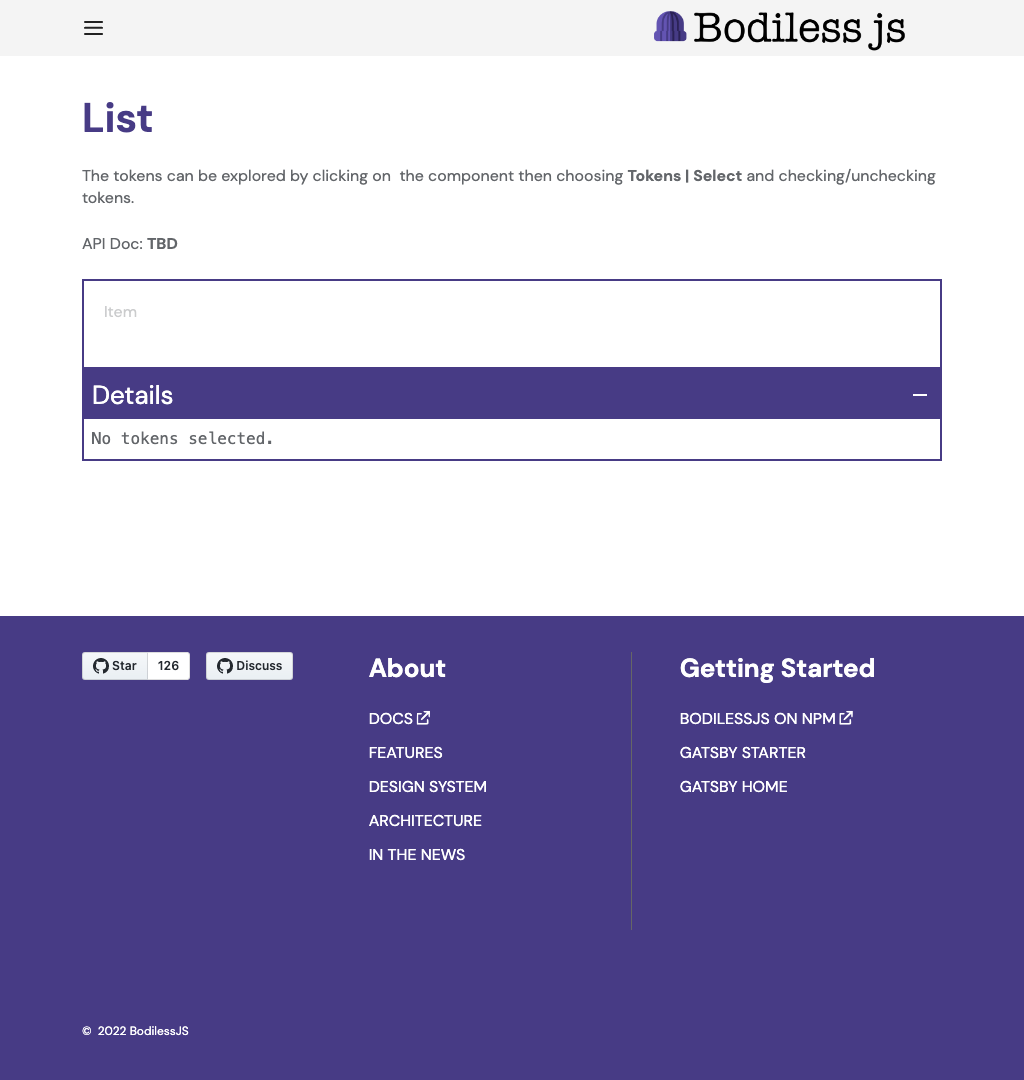 Bodiless js
List
The tokens can be explored by clicking on  the component then choosing Tokens | Select and checking/unchecking
tokens.
API Doc: TBD
Item
Details
No tokens selected.
Star 126
Discuss
About
DOCS
FEATURES
DESIGN SYSTEM
ARCHITECTURE
IN THE NEWS
Getting Started
BODILESSJS ON NPM
GATSBY STARTER
GATSBY HOME
© 2022 BodilessJS